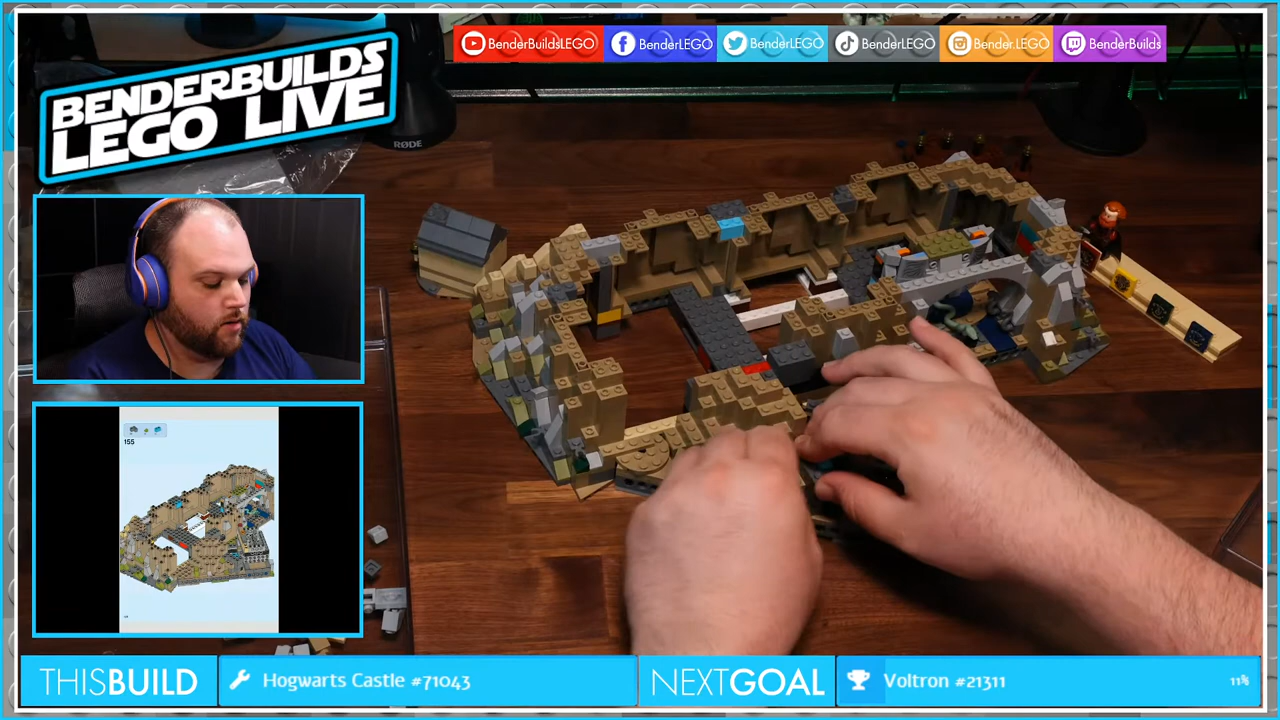 BENDERBUILDS
LEGO LIVE
BenderBuildsLEGO
BenderLEGO
BenderLEGO
BenderLEGO
Bender.LEGO
BenderBuilds
RØDE
155
THISBUILD
Hogwarts Castle #71043
NEXTGOAL
Voltron #21311
11%